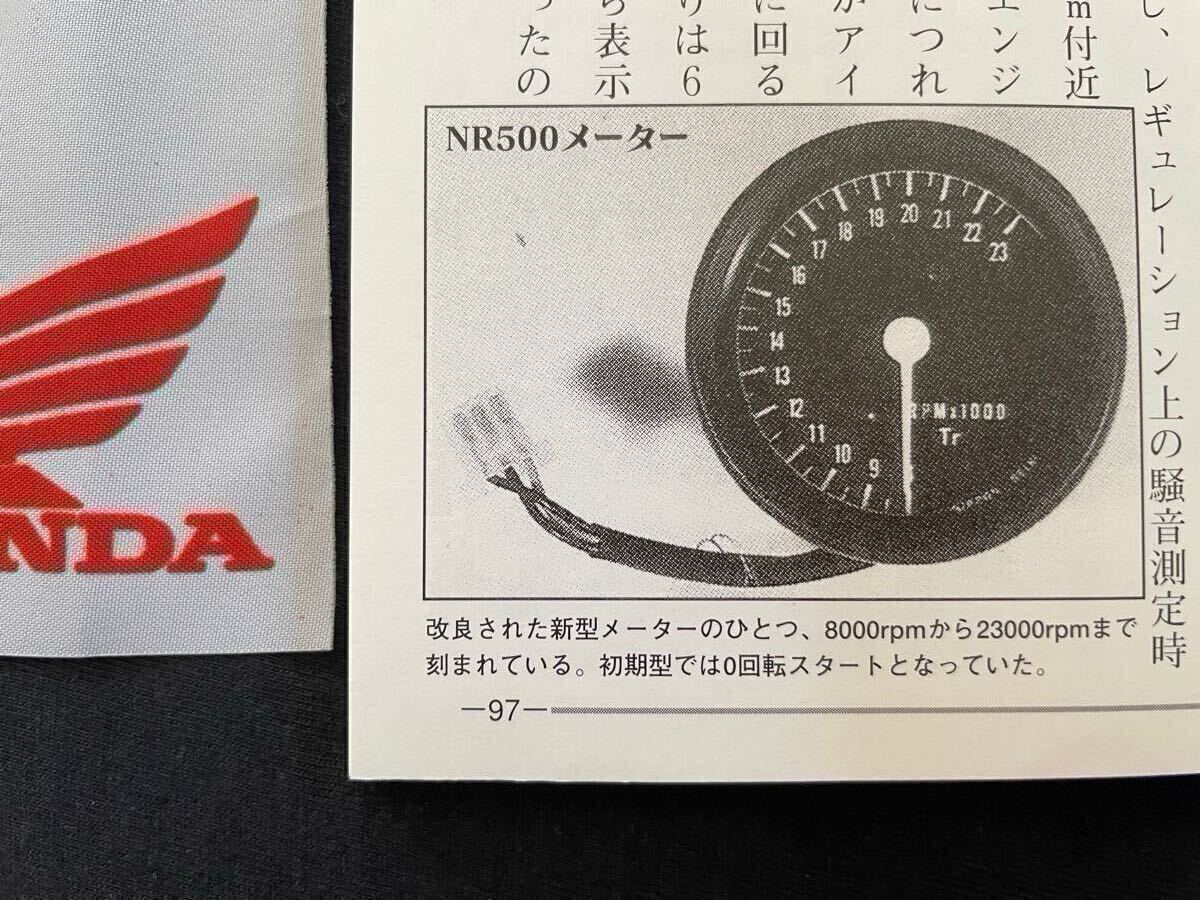 NDA
し、レギュレーション上の騒音測定時
m付近
エンジ
につれ
がアイ
に回る
りは6
ら表示
ったの
NR500メーター
9
10
11
12
13
14
15
16
17
18
19
20
21
22
23
RPM×1000
Tr
改良された新型メーターのひとつ、8000rpmから23000rpmまで
刻まれている。初期型では0回転スタートとなっていた。
—97—